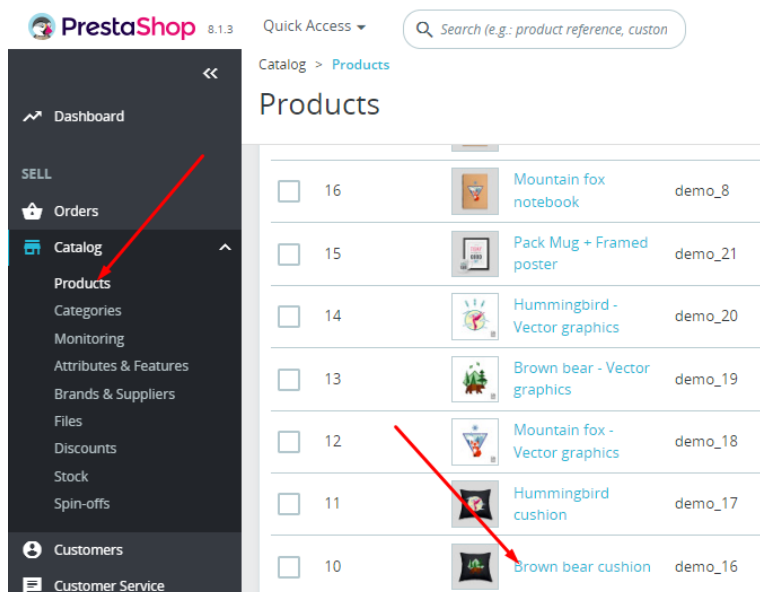 PrestaShop 8.1.3 Quick Access Search (e.g.: product reference, custon
Catalog > Products
Products
Dashboard
SELL
Orders
Catalog
Products
Categories
Monitoring
Attributes & Features
Brands & Suppliers
Files
Discounts
Stock
Spin-offs
Customers
Customer Service
16 Mountain fox
notebook demo_8
15 Pack Mug + Framed
poster demo_21
14 Hummingbird -
Vector graphics demo_20
13 Brown bear - Vector
graphics demo_19
12 Mountain fox -
Vector graphics demo_18
11 Hummingbird
cushion demo_17
10 Brown bear cushion demo_16